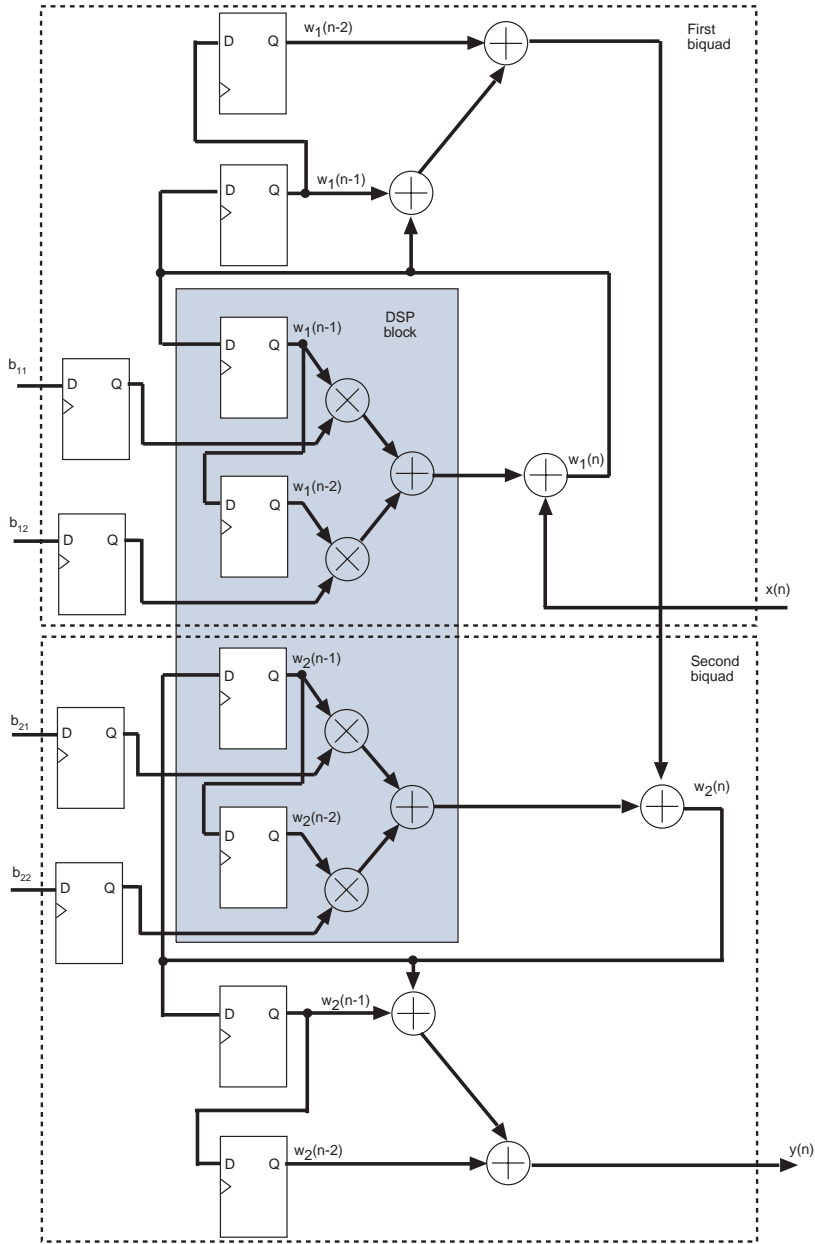 D Q w₁(n-2) First
biquad
D Q w₁(n-1)
DSP
block
D Q w₁(n-1)
b₁₁ D Q
D Q w₁(n-2)
w₁(n)
b₁₂ D Q
x(n)
D Q w₂(n-1) Second
biquad
b₂₁ D Q
D Q w₂(n-2)
w₂(n)
b₂₂ D Q
D Q w₂(n-1)
D Q w₂(n-2) y(n)